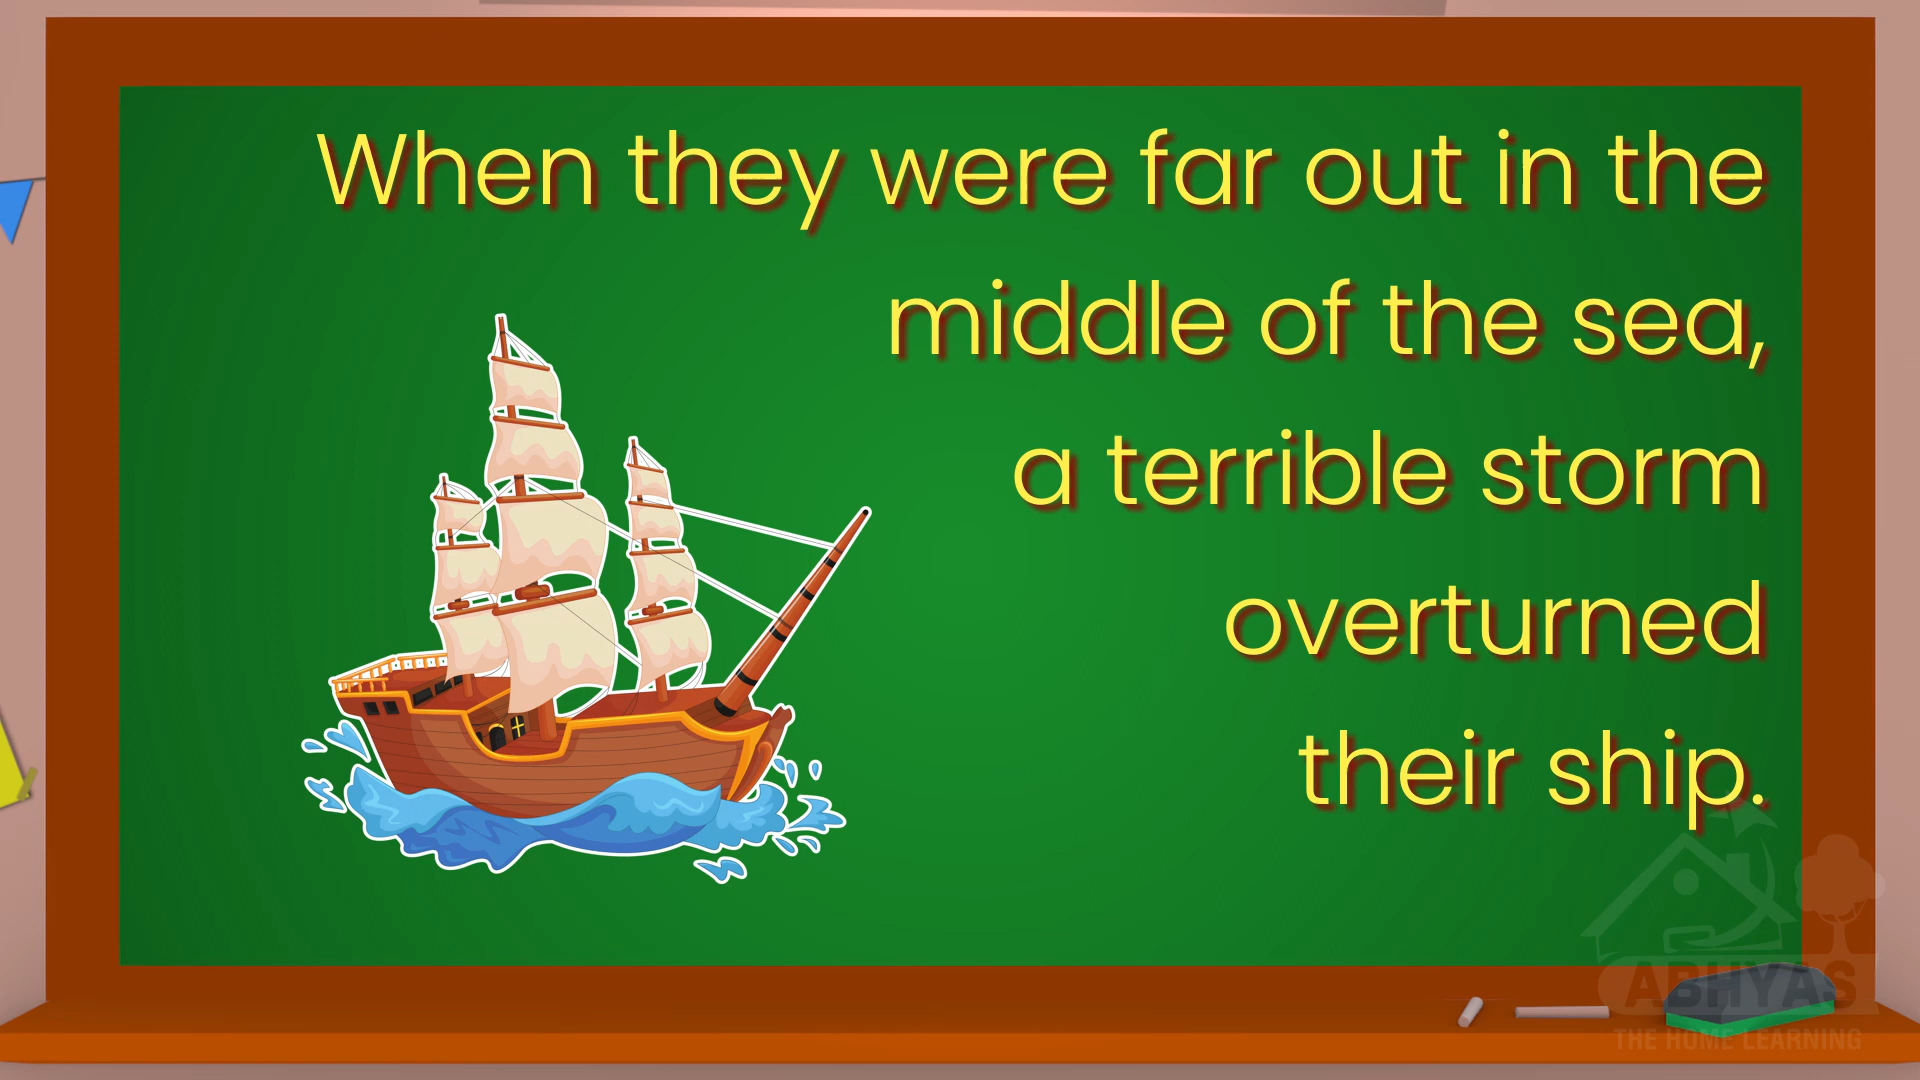 When they were far out in the
middle of the sea,
a terrible storm
overturned
their ship.
ABHYAS
THE HOME LEARNING